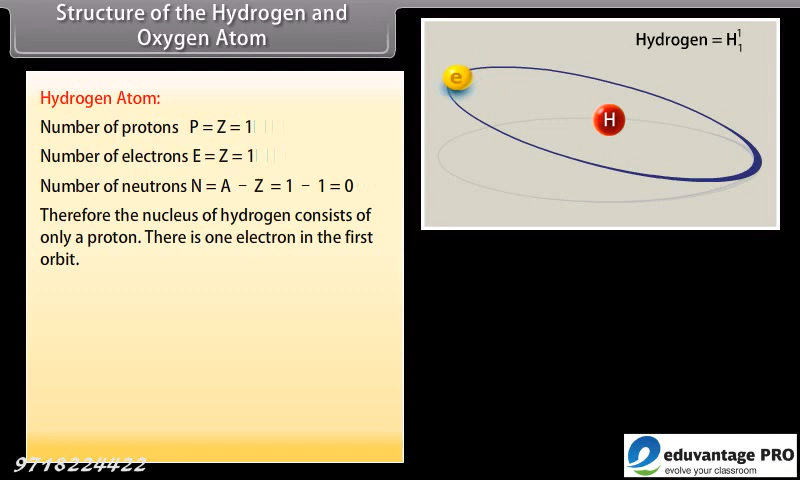 Structure of the Hydrogen and
Oxygen Atom
Hydrogen = H¹₁
e
H
Hydrogen Atom:
Number of protons P = Z = 1
Number of electrons E = Z = 1
Number of neutrons N = A − Z = 1 − 1 = 0
Therefore the nucleus of hydrogen consists of
only a proton. There is one electron in the first
orbit.
9718224422
eduvantage PRO
evolve your classroom